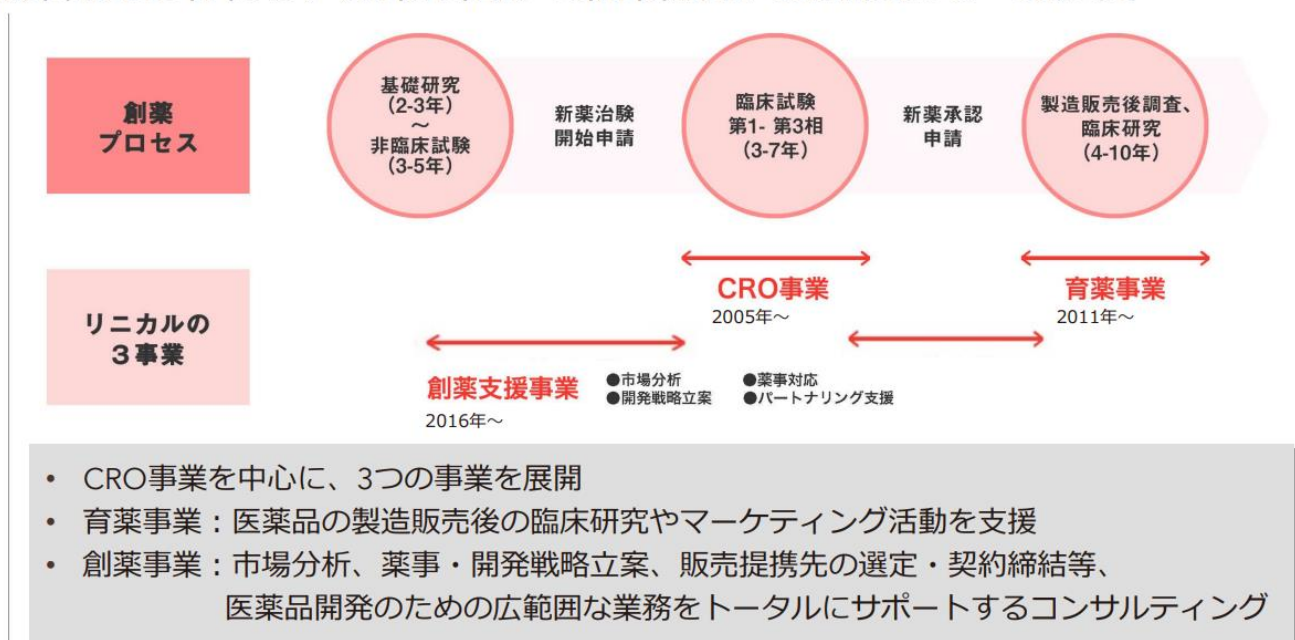 創薬
プロセス
基礎研究
(2-3年)
～
非臨床試験
(3-5年)
新薬治験
開始申請
臨床試験
第1- 第3相
(3-7年)
新薬承認
申請
製造販売後調査、
臨床研究
(4-10年)
リニカルの
３事業
CRO事業
2005年～
育薬事業
2011年～
創薬支援事業
2016年～
●市場分析
●開発戦略立案
●薬事対応
●パートナリング支援
• CRO事業を中心に、3つの事業を展開
• 育薬事業：医薬品の製造販売後の臨床研究やマーケティング活動を支援
• 創薬事業：市場分析、薬事・開発戦略立案、販売提携先の選定・契約締結等、
医薬品開発のための広範囲な業務をトータルにサポートするコンサルティング